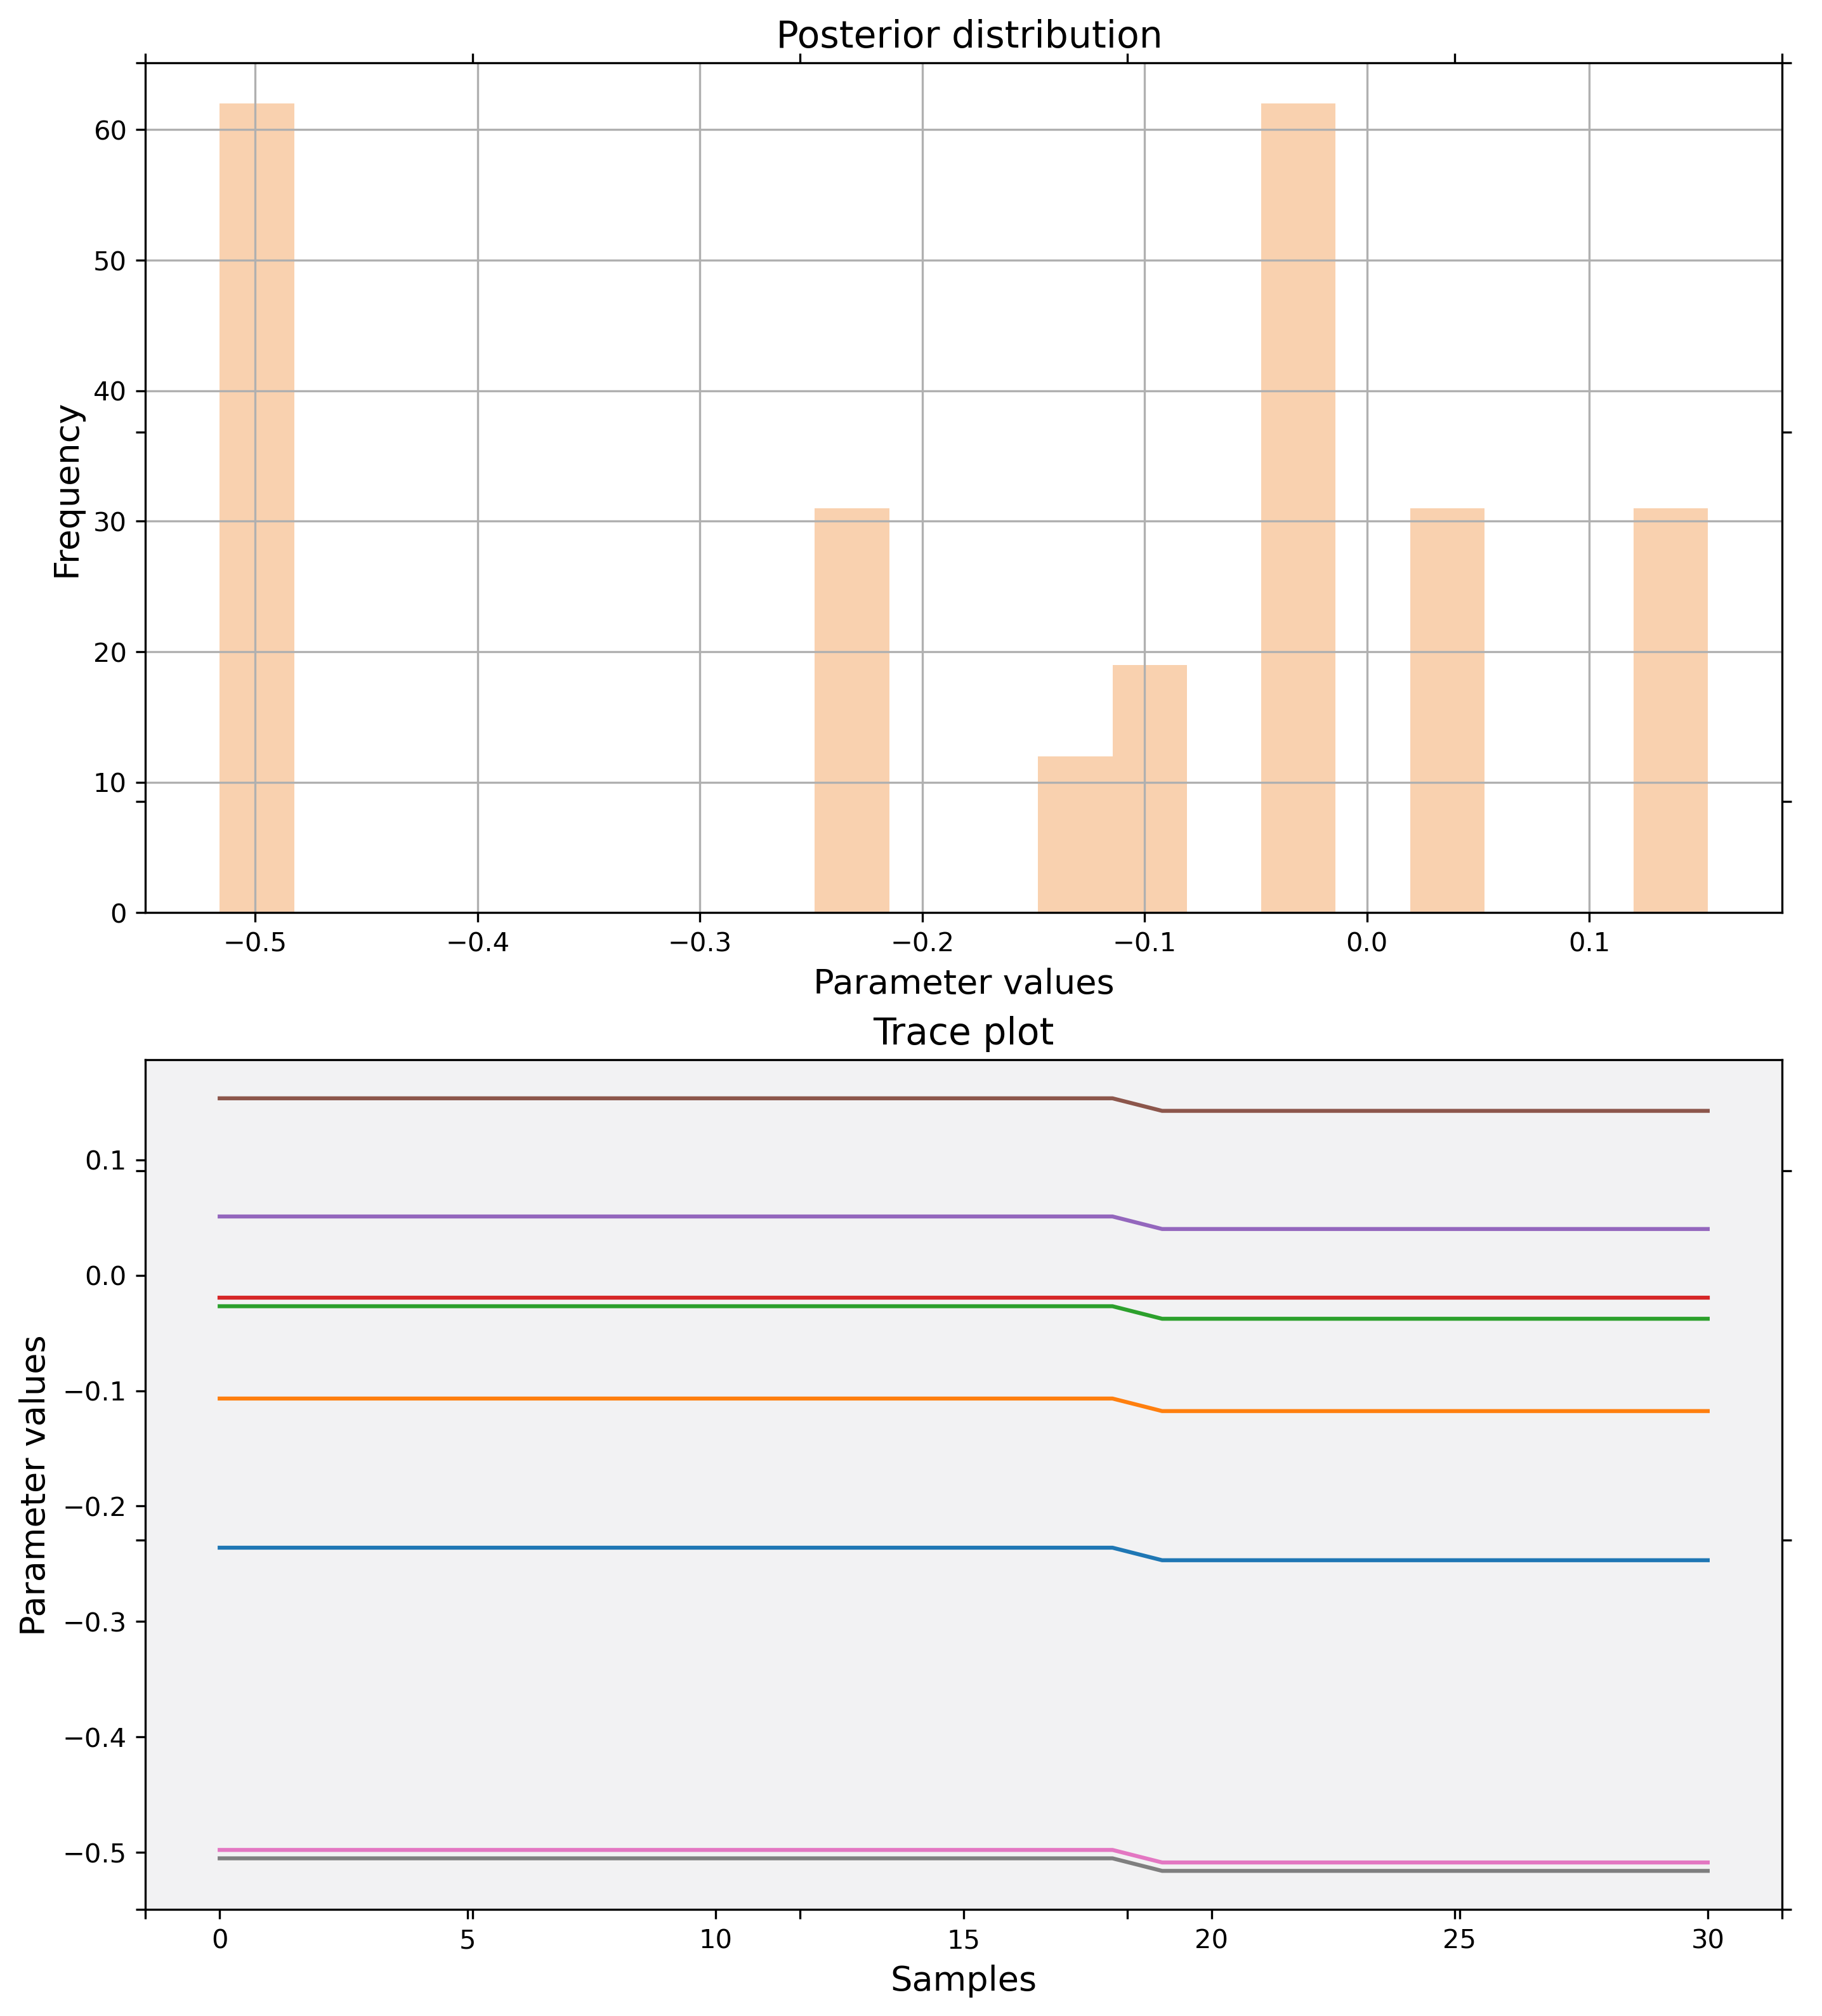 Posterior distribution
60
50
40
30
20
10
0
Frequency
−0.5 −0.4 −0.3 −0.2 −0.1 0.0 0.1
Parameter values
Trace plot
0.1
0.0
−0.1
−0.2
−0.3
−0.4
−0.5
Parameter values
0 5 10 15 20 25 30
Samples